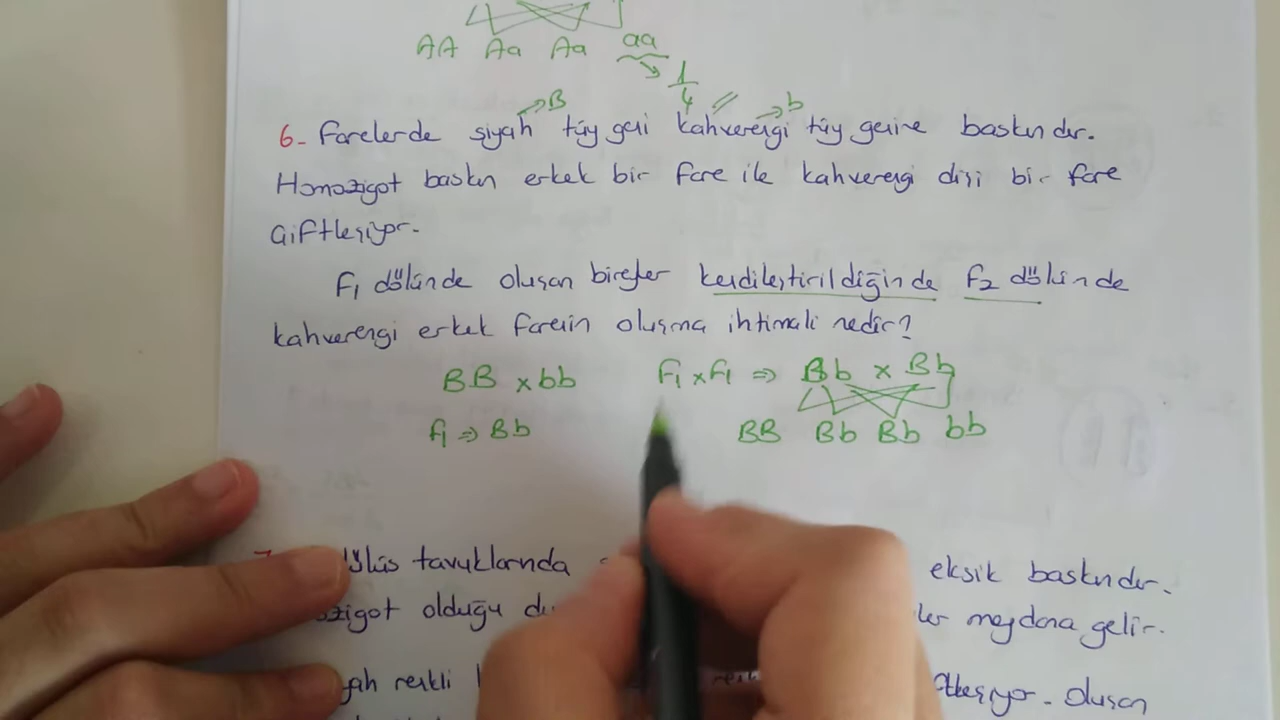 AA Aa Aa aa
1/4
B b
6- Farelerde siyah tüy geni kahverengi tüy genine baskındır.
Homozigot baskın erkek bir fare ile kahverengi dişi bir fare
çiftleşiyor.
F₁ dölünde oluşan bireyler kendileştirildiğinde F₂ dölünde
kahverengi erkek farenin oluşma ihtimali nedir?
BB x bb F₁ x F₁ ⇒ Bb x Bb
F₁ ⇒ Bb BB Bb Bb bb
tavuklarında eksik baskındır.
olduğu meydana gelir.
renkli Oluşan